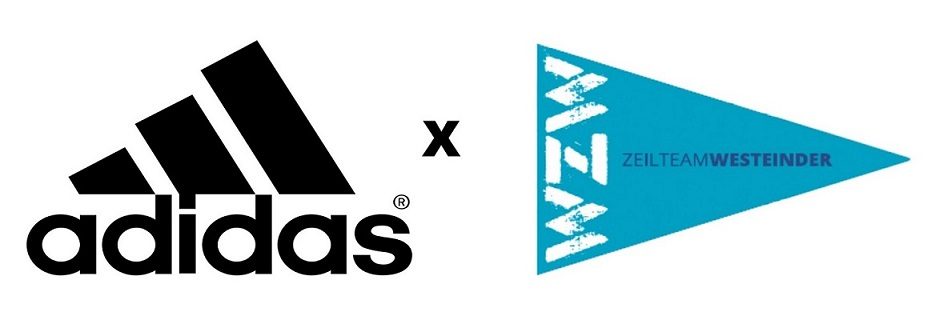 adidas®
x
WZW
ZEILTEAMWESTEINDER